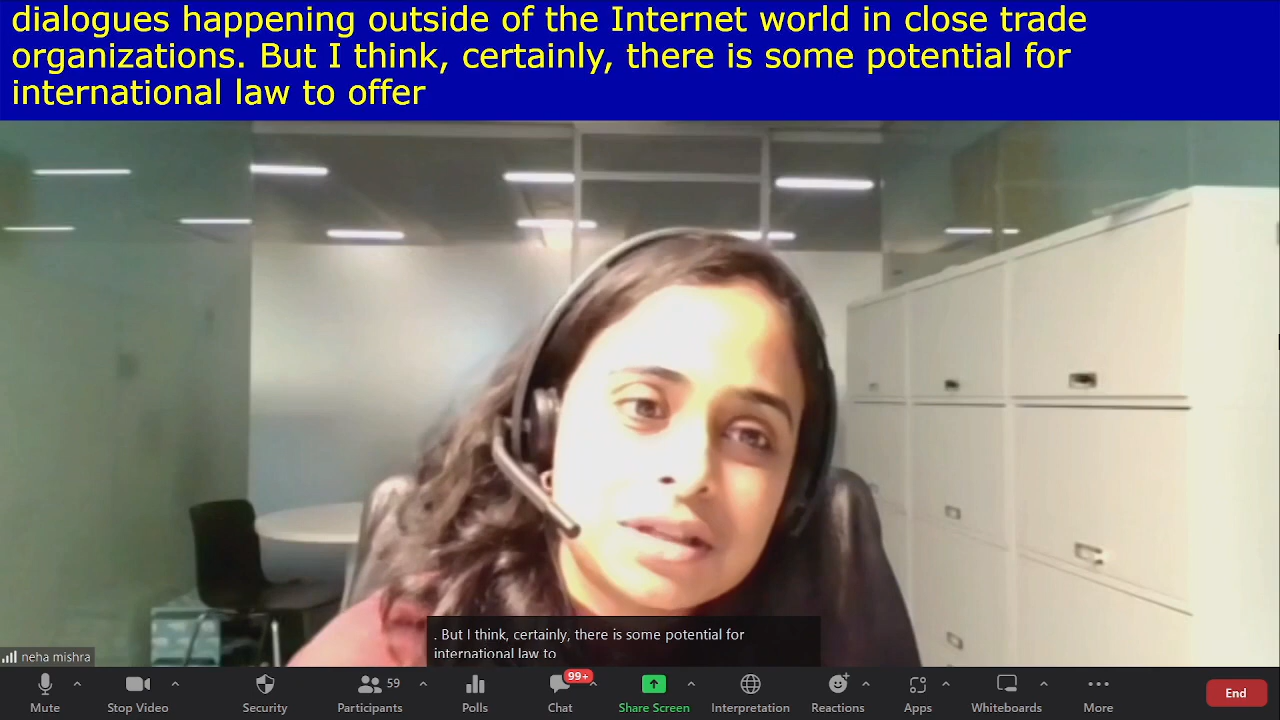 dialogues happening outside of the Internet world in close trade
organizations. But I think, certainly, there is some potential for
international law to offer
. But I think, certainly, there is some potential for
international law to
neha mishra
Mute
Stop Video
Security
59
Participants
Polls
99+
Chat
Share Screen
Interpretation
Reactions
Apps
Whiteboards
More
End